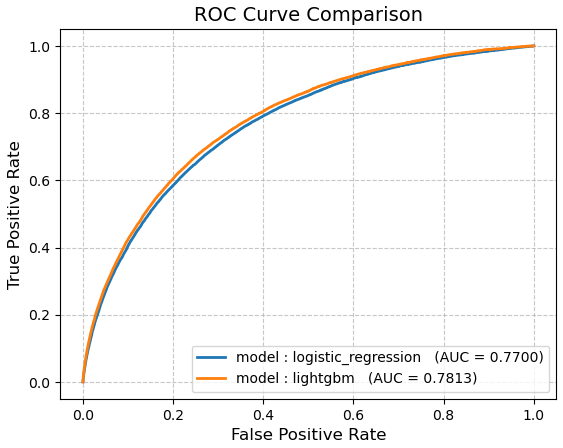 ROC Curve Comparison
True Positive Rate
1.0
0.8
0.6
0.4
0.2
0.0
model : logistic_regression (AUC = 0.7700)
model : lightgbm (AUC = 0.7813)
0.0 0.2 0.4 0.6 0.8 1.0
False Positive Rate